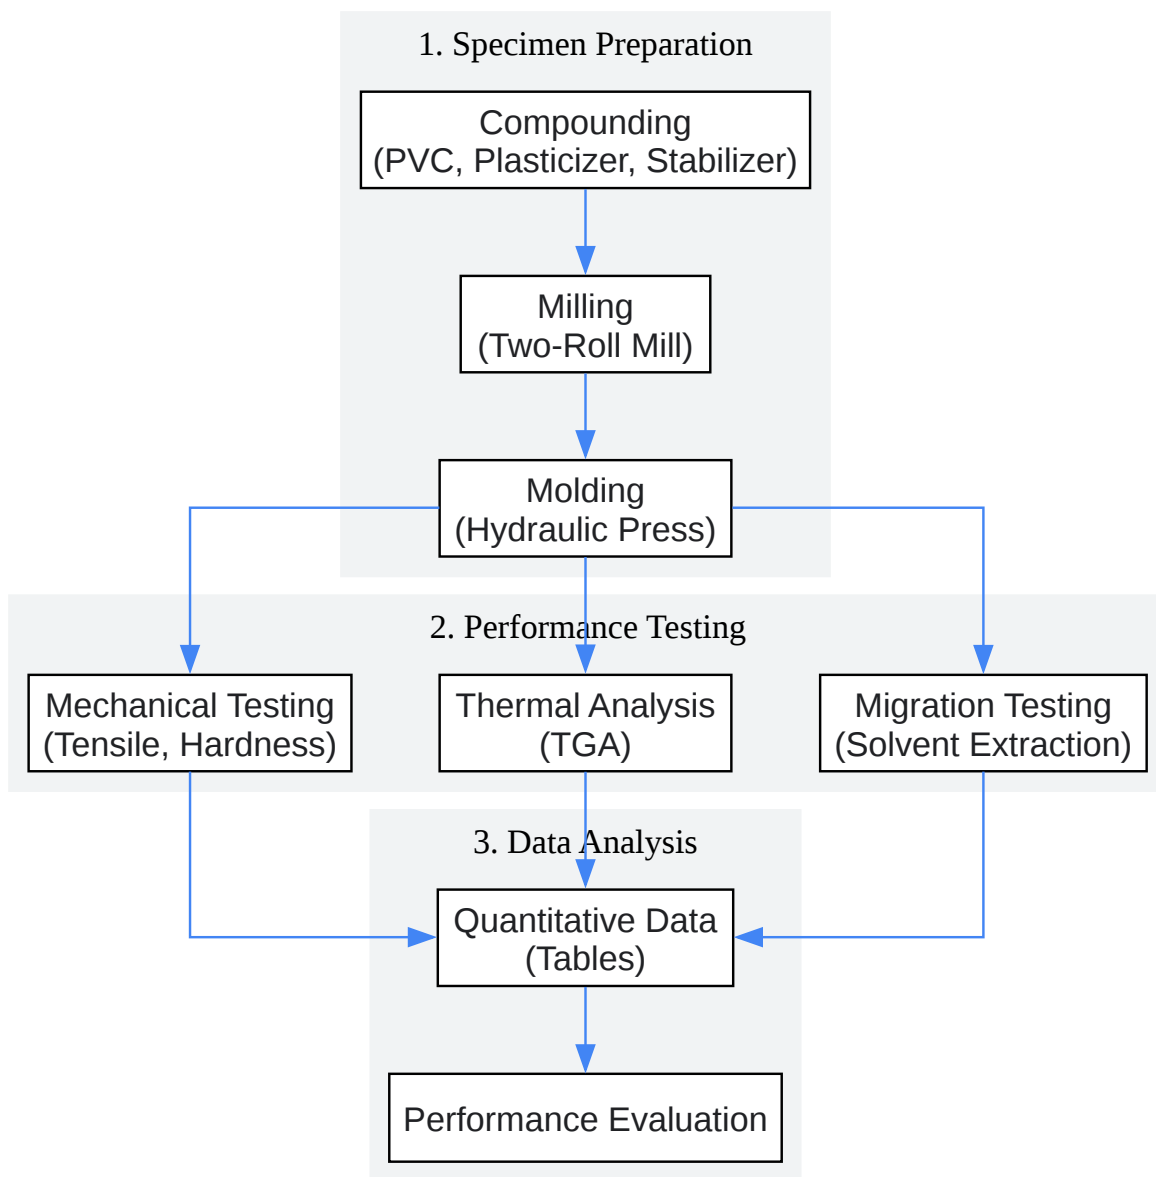 1. Specimen Preparation
Compounding
(PVC, Plasticizer, Stabilizer)
Milling
(Two-Roll Mill)
Molding
(Hydraulic Press)
2. Performance Testing
Mechanical Testing
(Tensile, Hardness)
Thermal Analysis
(TGA)
Migration Testing
(Solvent Extraction)
3. Data Analysis
Quantitative Data
(Tables)
Performance Evaluation